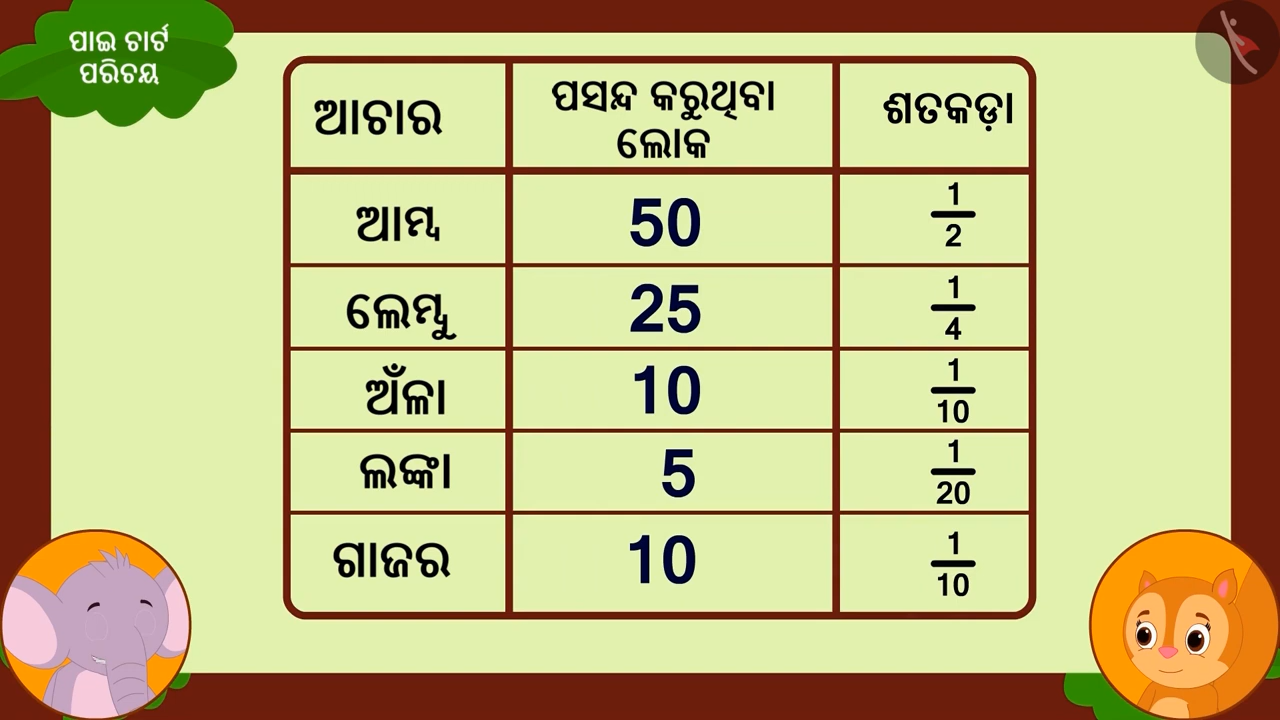 ପାଇ ଚାର୍ଟ
ପରିଚୟ
ଆଚାର
ପସନ୍ଦ କରୁଥିବା
ଲୋକ
ଶତକଡ଼ା
ଆମ୍ବ 50 1/2
ଲେମ୍ବୁ 25 1/4
ଅଁଳା 10 1/10
ଲଙ୍କା 5 1/20
ଗାଜର 10 1/10